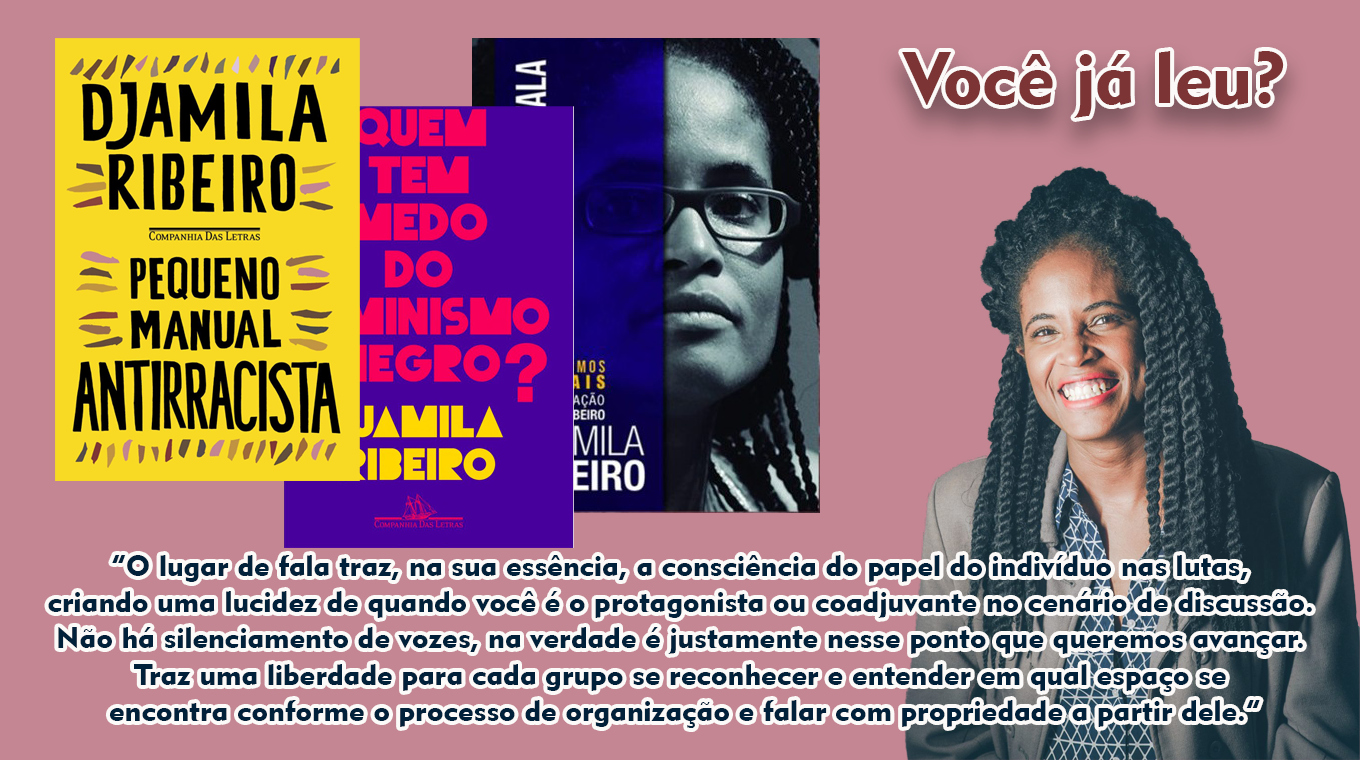 DJAMILA
RIBEIRO
COMPANHIA DAS LETRAS
PEQUENO
MANUAL
ANTIRRACISTA
QUEM
TEM
MEDO
DO
MINISMO
NEGRO?
DJAMILA
RIBEIRO
COMPANHIA DAS LETRAS
ALA
MOS
AIS
AÇÃO
IBEIRO
MILA
EIRO
Você já leu?
“O lugar de fala traz, na sua essência, a consciência do papel do indivíduo nas lutas,
criando uma lucidez de quando você é o protagonista ou coadjuvante no cenário de discussão.
Não há silenciamento de vozes, na verdade é justamente nesse ponto que queremos avançar.
Traz uma liberdade para cada grupo se reconhecer e entender em qual espaço se
encontra conforme o processo de organização e falar com propriedade a partir dele.”